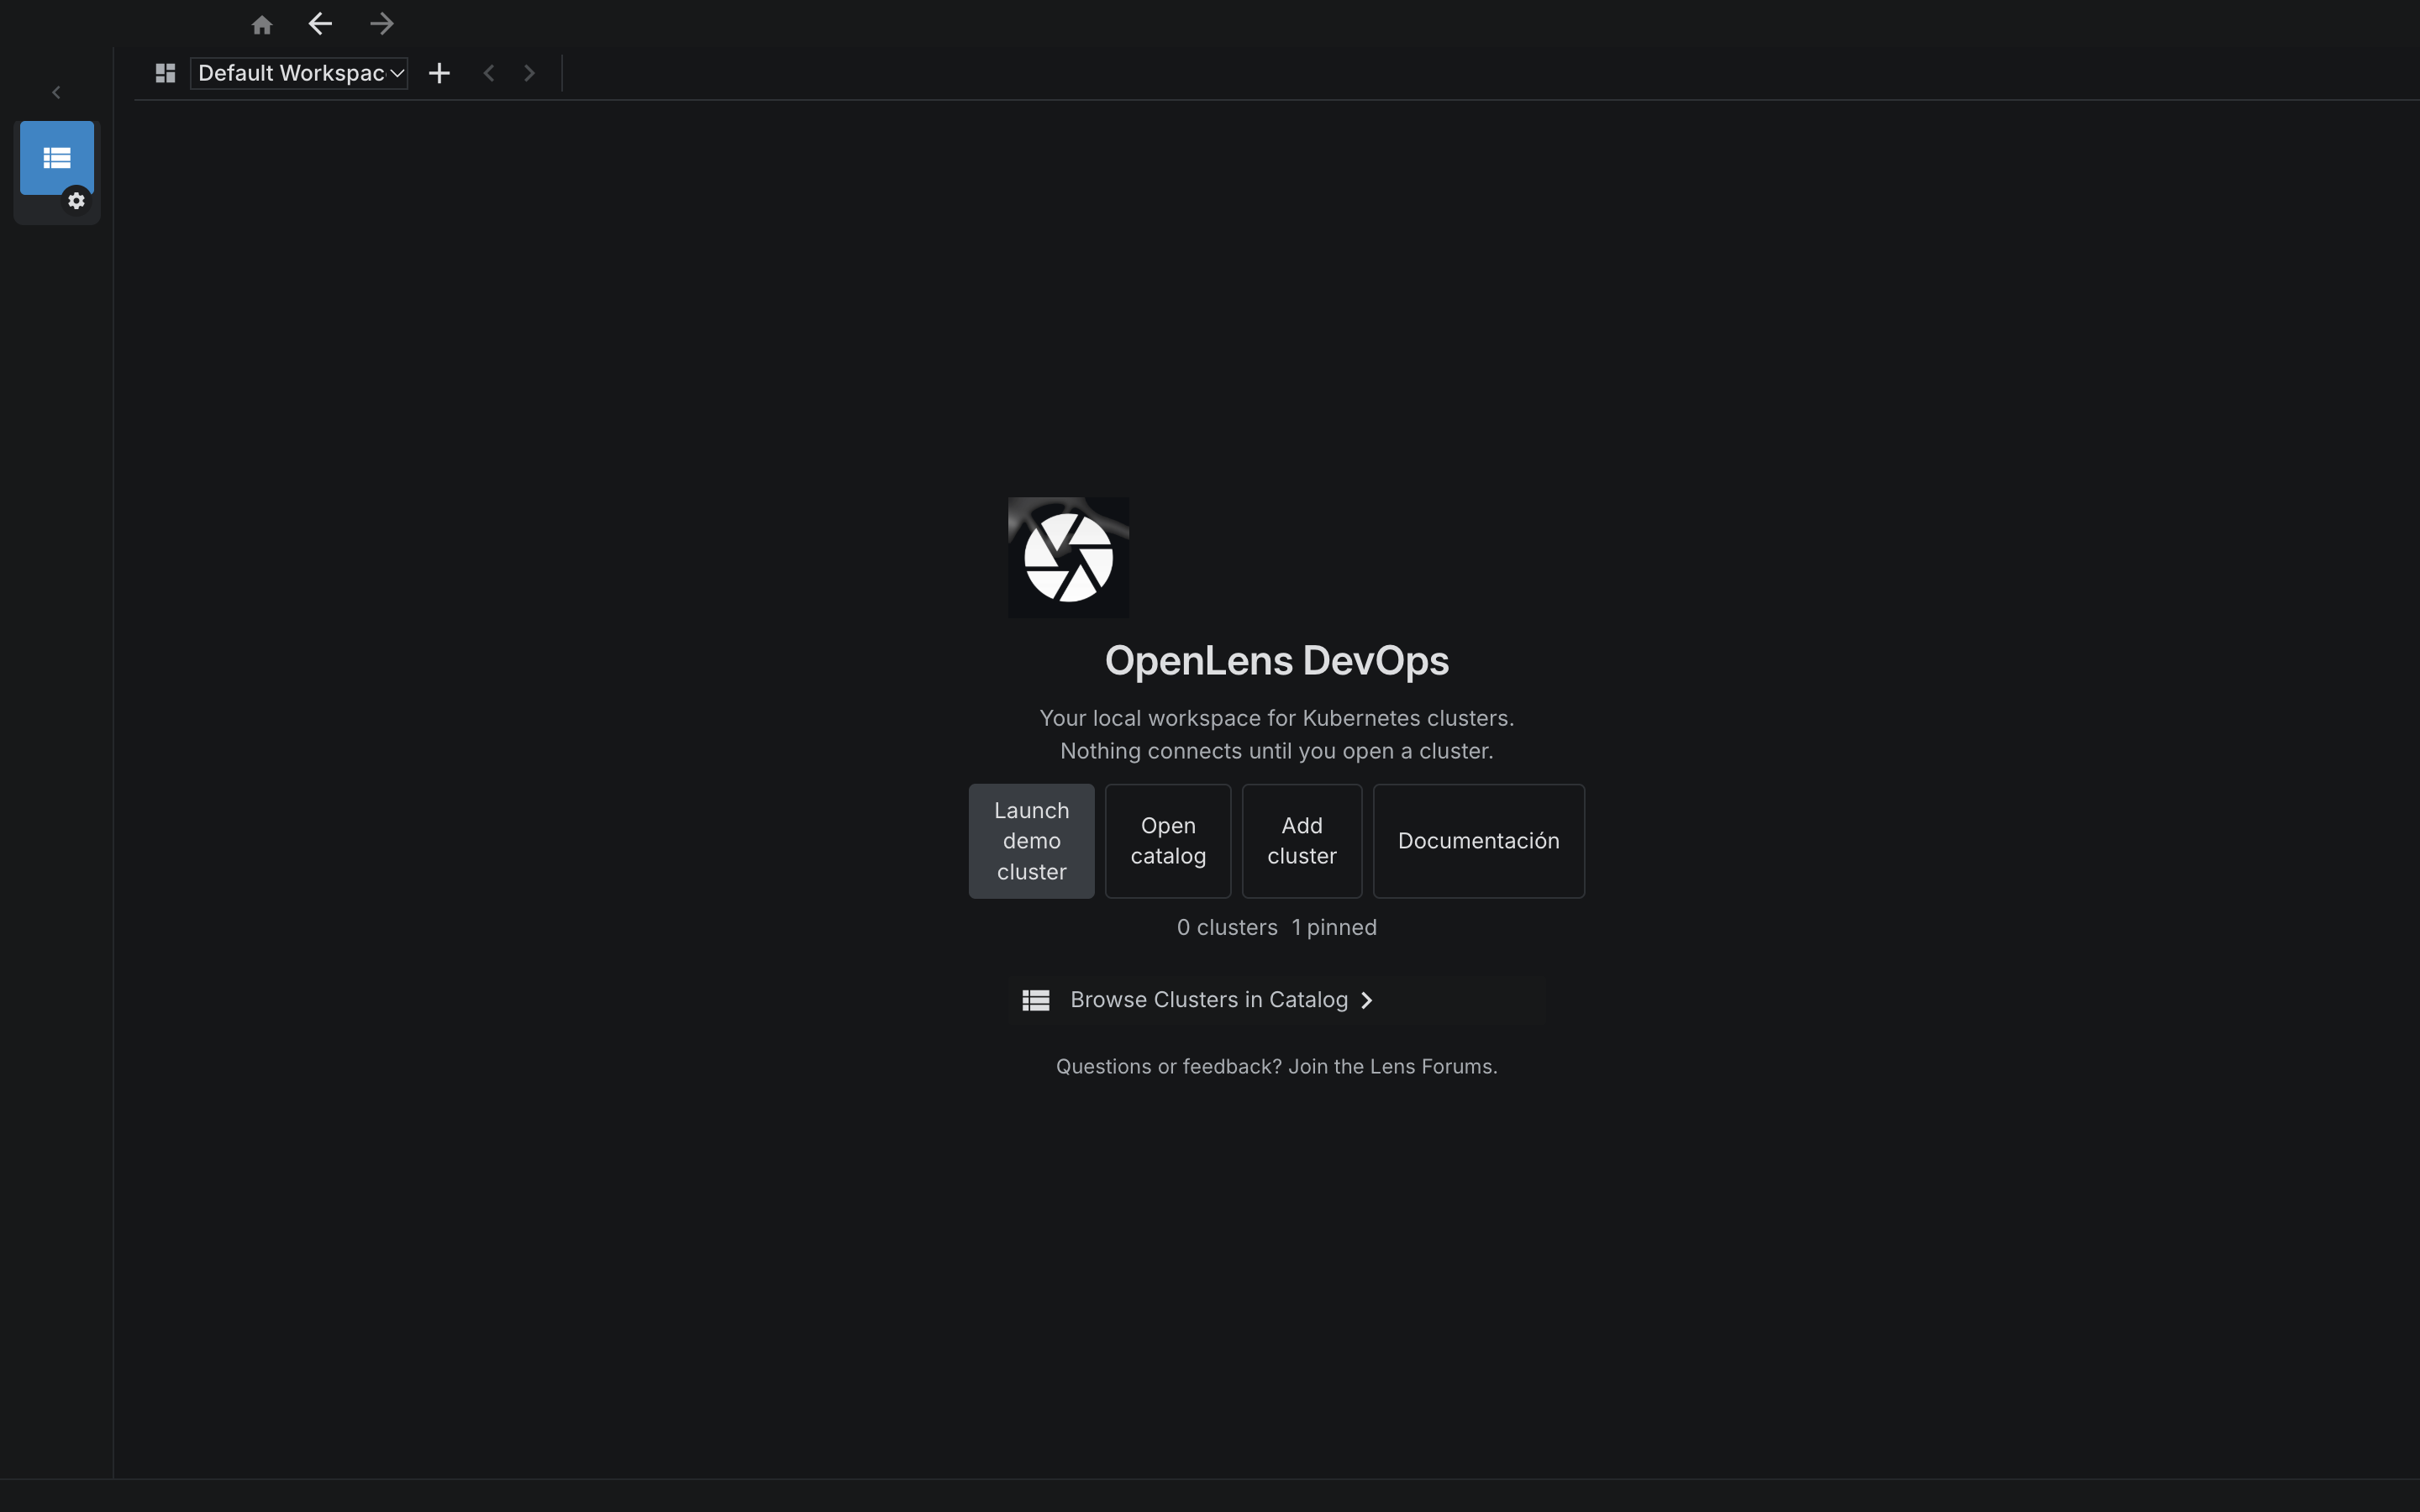 Default Workspac
OpenLens DevOps
Your local workspace for Kubernetes clusters.
Nothing connects until you open a cluster.
Launch
demo
cluster
Open
catalog
Add
cluster
Documentación
0 clusters 1 pinned
Browse Clusters in Catalog
Questions or feedback? Join the Lens Forums.